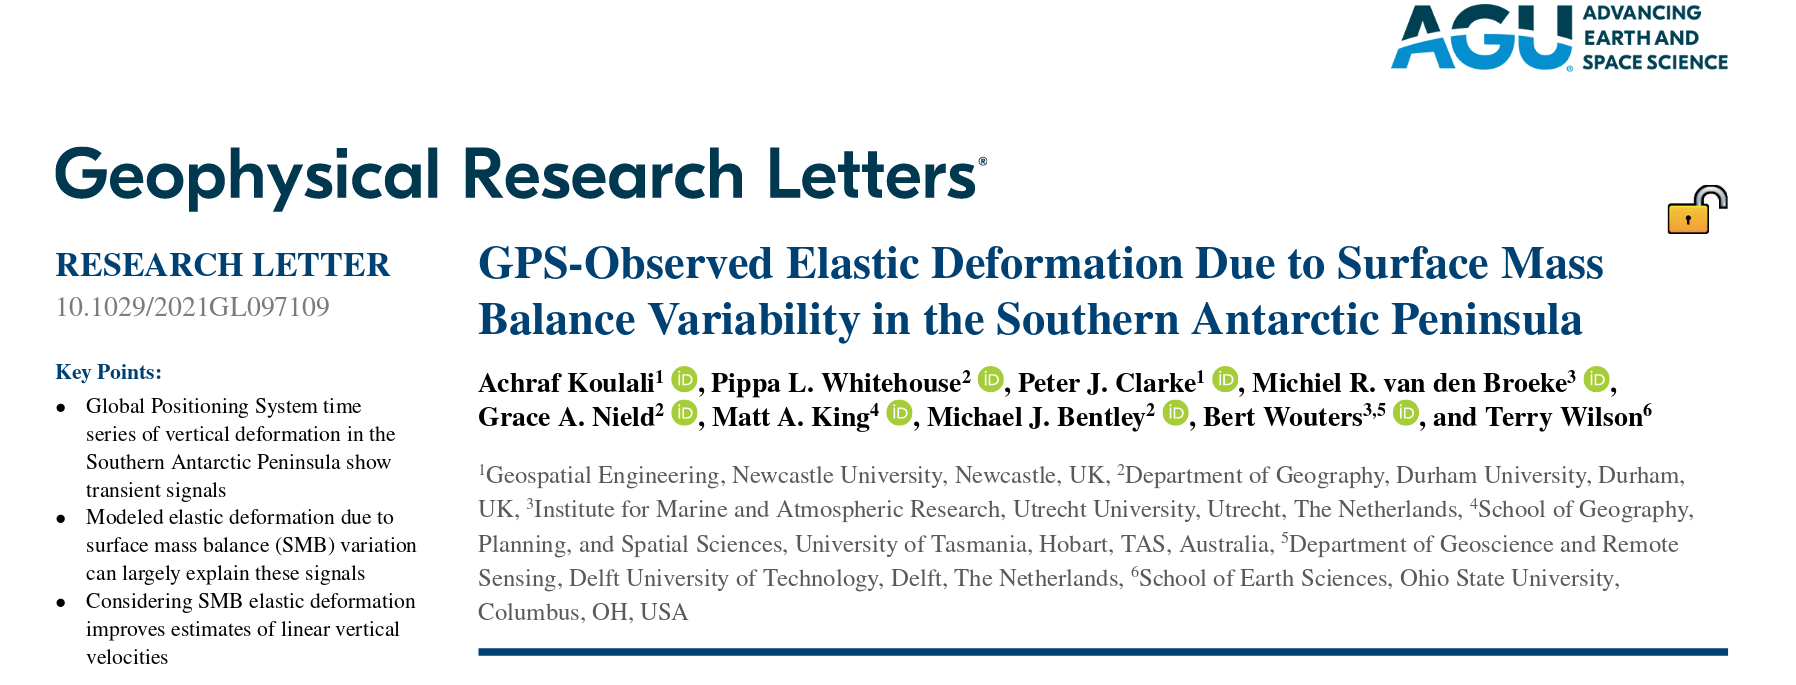 AGU
ADVANCING
EARTH AND
SPACE SCIENCE
Geophysical Research Letters®
RESEARCH LETTER
10.1029/2021GL097109
Key Points:
• Global Positioning System time
series of vertical deformation in the
Southern Antarctic Peninsula show
transient signals
• Modeled elastic deformation due to
surface mass balance (SMB) variation
can largely explain these signals
• Considering SMB elastic deformation
improves estimates of linear vertical
velocities
GPS-Observed Elastic Deformation Due to Surface Mass
Balance Variability in the Southern Antarctic Peninsula
Achraf Koulali1 iD, Pippa L. Whitehouse2 iD, Peter J. Clarke1 iD, Michiel R. van den Broeke3 iD,
Grace A. Nield2 iD, Matt A. King4 iD, Michael J. Bentley2 iD, Bert Wouters3,5 iD, and Terry Wilson6
1Geospatial Engineering, Newcastle University, Newcastle, UK, 2Department of Geography, Durham University, Durham,
UK, 3Institute for Marine and Atmospheric Research, Utrecht University, Utrecht, The Netherlands, 4School of Geography,
Planning, and Spatial Sciences, University of Tasmania, Hobart, TAS, Australia, 5Department of Geoscience and Remote
Sensing, Delft University of Technology, Delft, The Netherlands, 6School of Earth Sciences, Ohio State University,
Columbus, OH, USA